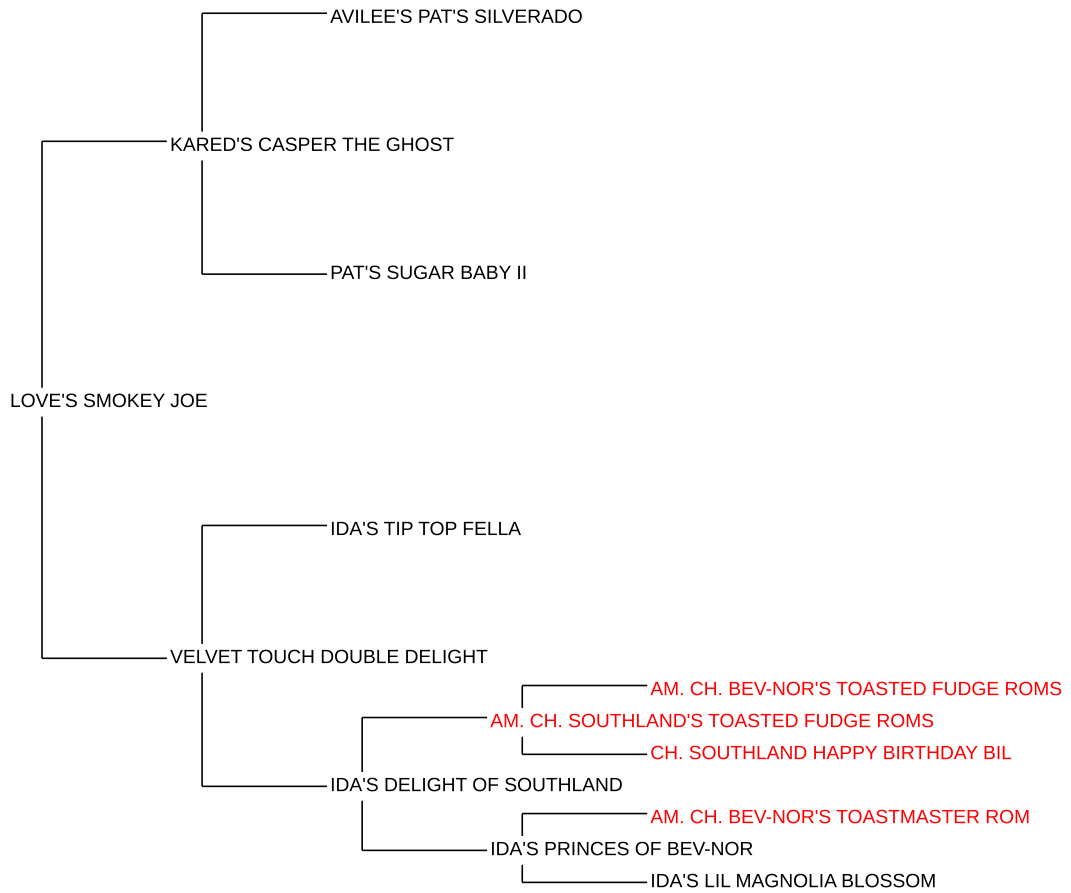 AVILEE'S PAT'S SILVERADO
KARED'S CASPER THE GHOST
PAT'S SUGAR BABY II
LOVE'S SMOKEY JOE
IDA'S TIP TOP FELLA
VELVET TOUCH DOUBLE DELIGHT
AM. CH. BEV-NOR'S TOASTED FUDGE ROMS
AM. CH. SOUTHLAND'S TOASTED FUDGE ROMS
CH. SOUTHLAND HAPPY BIRTHDAY BIL
IDA'S DELIGHT OF SOUTHLAND
AM. CH. BEV-NOR'S TOASTMASTER ROM
IDA'S PRINCES OF BEV-NOR
IDA'S LIL MAGNOLIA BLOSSOM